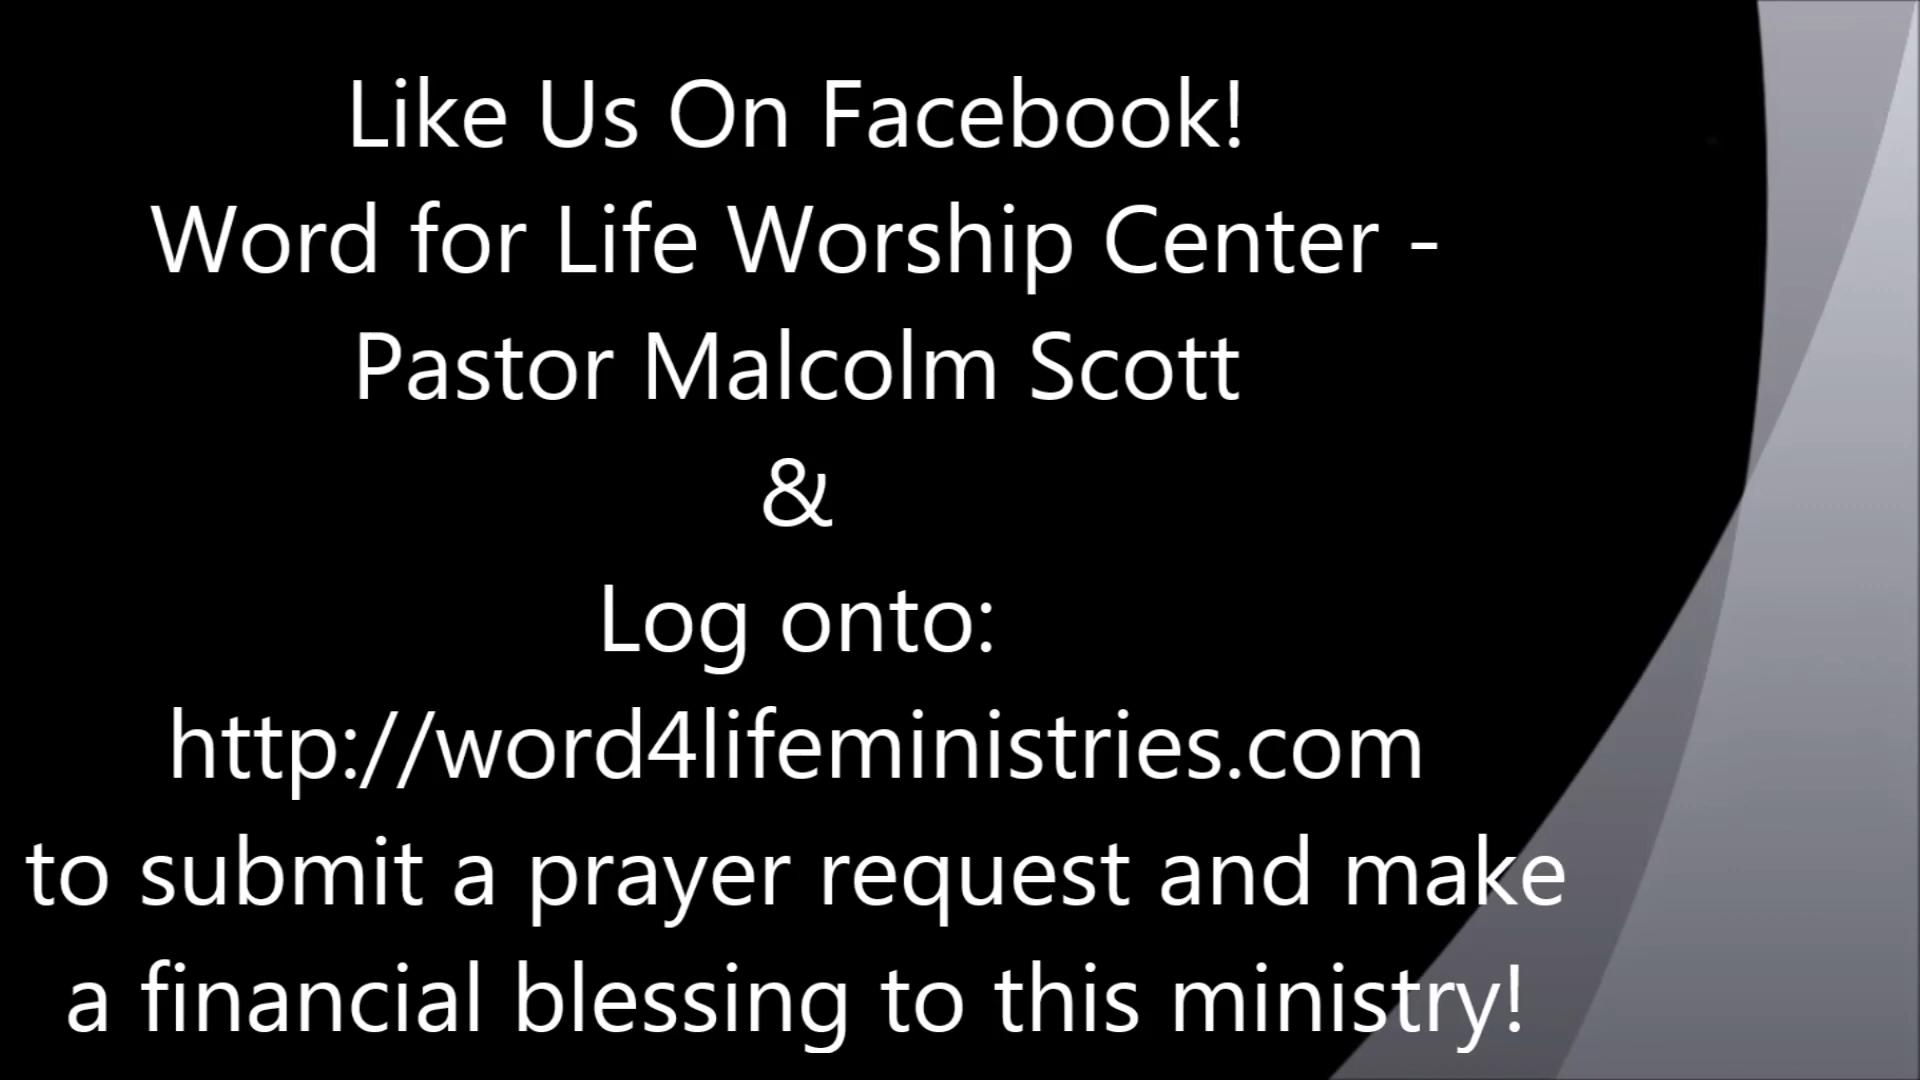 Like Us On Facebook!
Word for Life Worship Center -
Pastor Malcolm Scott
&
Log onto:
http://word4lifeministries.com
to submit a prayer request and make
a financial blessing to this ministry!